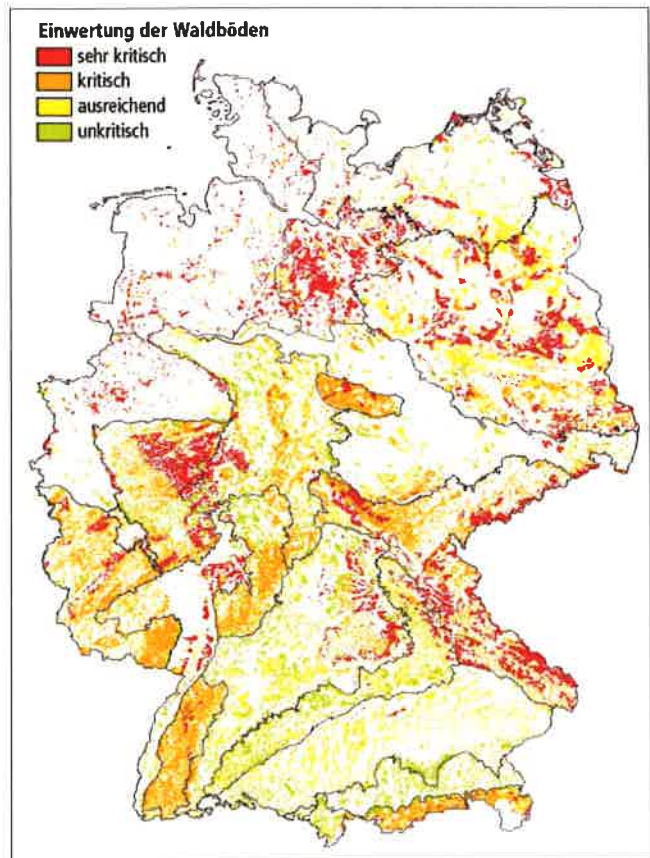 Einwertung der Waldböden
sehr kritisch
kritisch
ausreichend
unkritisch